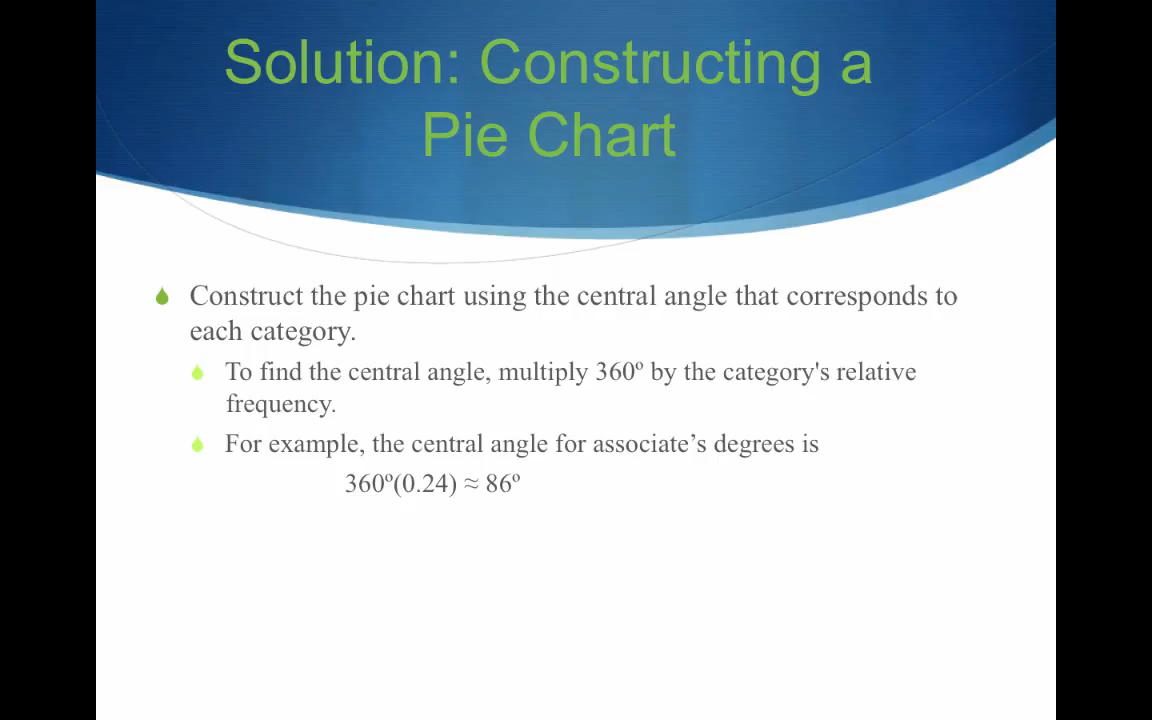 Solution: Constructing a
Pie Chart
Construct the pie chart using the central angle that corresponds to
each category.
To find the central angle, multiply 360º by the category's relative
frequency.
For example, the central angle for associate’s degrees is
360º(0.24) ≈ 86º